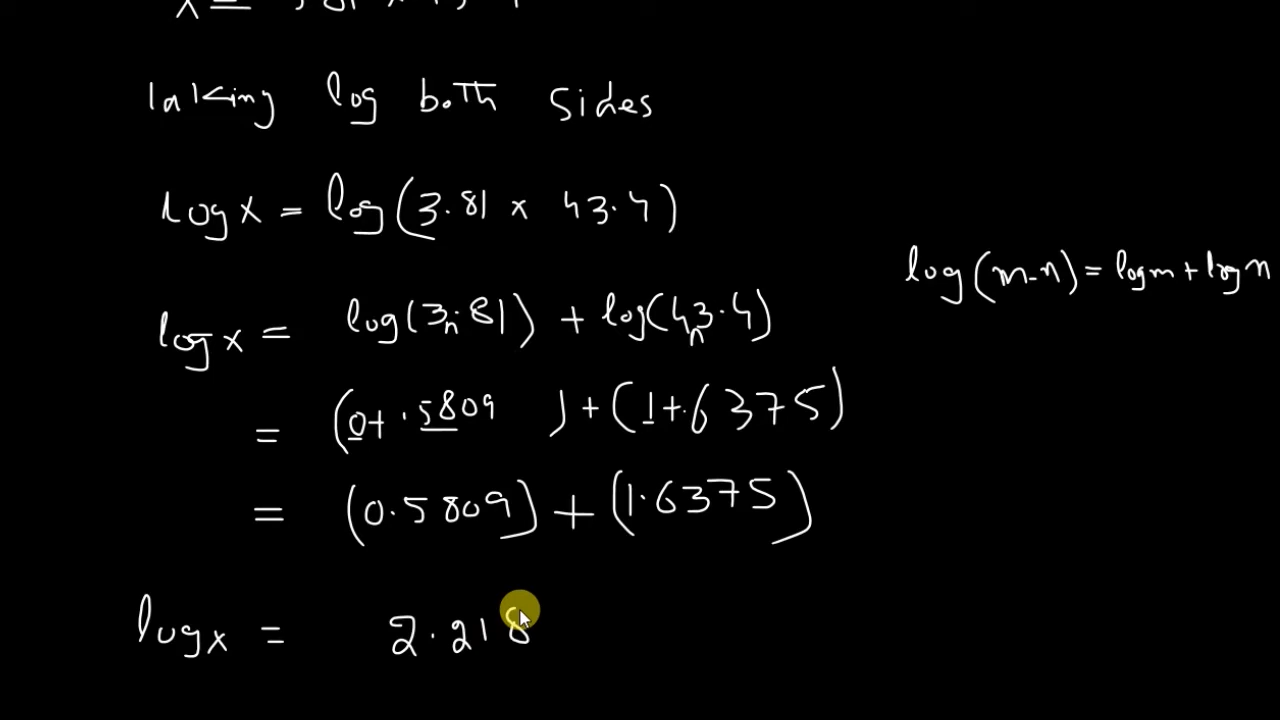 x =
taking log both sides
log x = log(3.81 x 43.4)
log(m-n) = log m + log n
log x = log(3.81) + log(43.4)
= (0+.5809 ) + (1+.6375)
= (0.5809) + (1.6375)
log x = 2.218